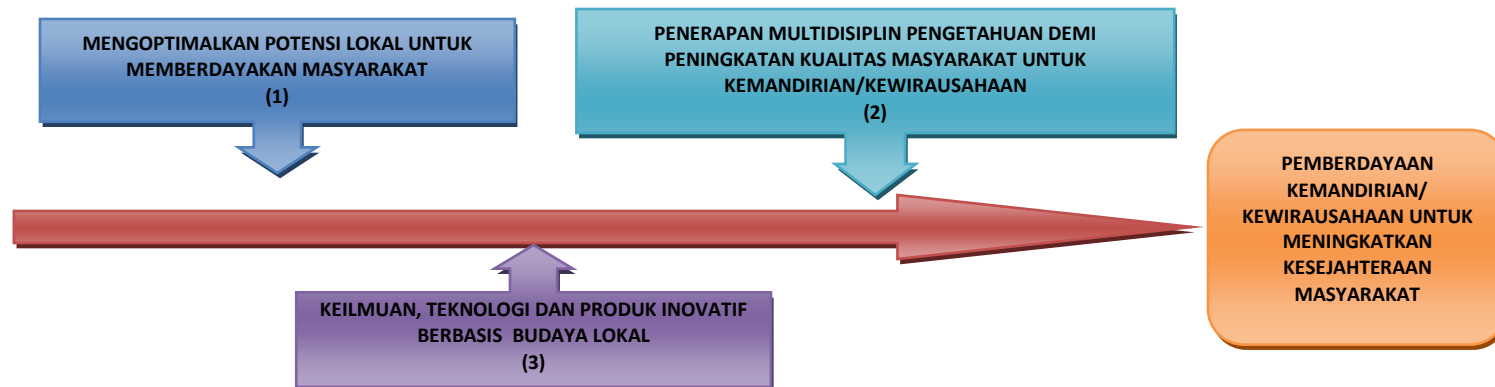 MENGOPTIMALKAN POTENSI LOKAL UNTUK
MEMBERDAYAKAN MASYARAKAT
(1)
PENERAPAN MULTIDISIPLIN PENGETAHUAN DEMI
PENINGKATAN KUALITAS MASYARAKAT UNTUK
KEMANDIRIAN/KEWIRAUSAHAAN
(2)
KEILMUAN, TEKNOLOGI DAN PRODUK INOVATIF
BERBASIS BUDAYA LOKAL
(3)
PEMBERDAYAAN
KEMANDIRIAN/
KEWIRAUSAHAAN UNTUK
MENINGKATKAN
KESEJAHTERAAN
MASYARAKAT